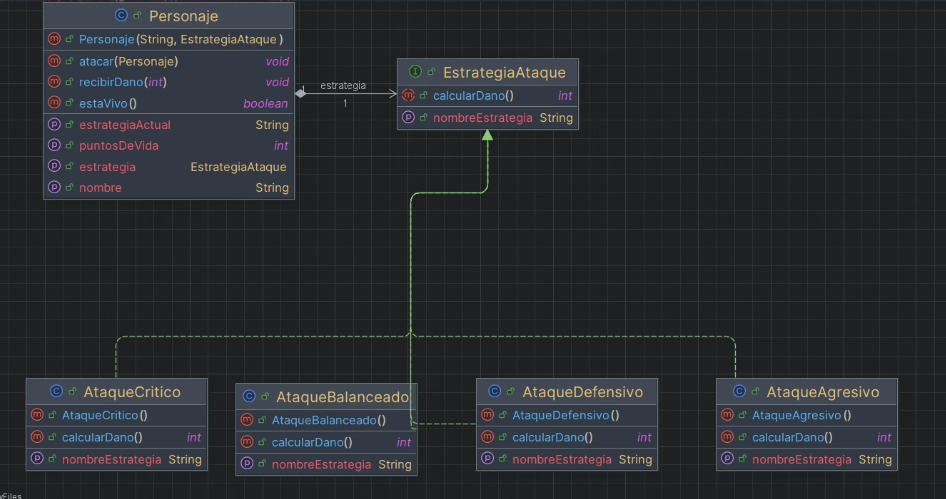 Personaje
Personaje(String, EstrategiaAtaque)
atacar(Personaje) void
recibirDano(int) void
estaVivo() boolean
estrategiaActual String
puntosDeVida int
estrategia EstrategiaAtaque
nombre String
1
estrategia
1
EstrategiaAtaque
calcularDano() int
nombreEstrategia String
AtaqueCritico
AtaqueCritico()
calcularDano() int
nombreEstrategia String
AtaqueBalanceado
AtaqueBalanceado()
calcularDano() int
nombreEstrategia String
AtaqueDefensivo
AtaqueDefensivo()
calcularDano() int
nombreEstrategia String
AtaqueAgresivo
AtaqueAgresivo()
calcularDano() int
nombreEstrategia String